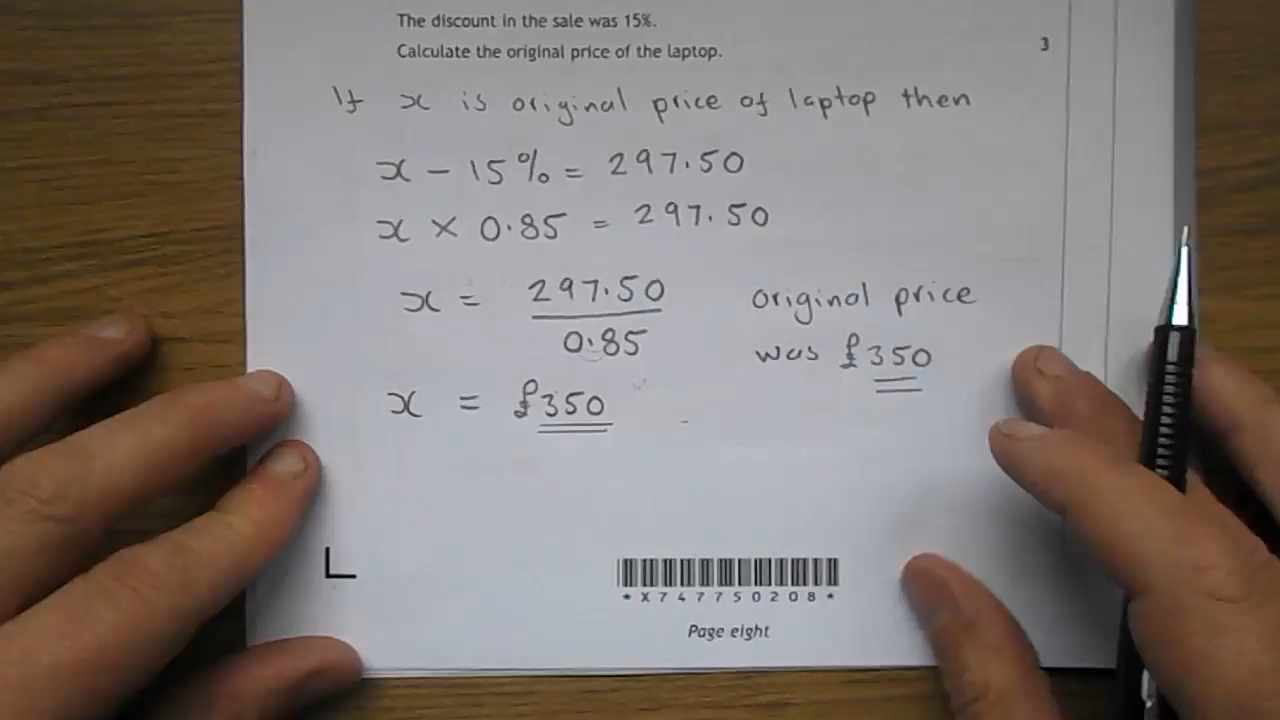 The discount in the sale was 15%.
Calculate the original price of the laptop.
3
If x is original price of laptop then
x - 15% = 297.50
x × 0.85 = 297.50
x = 297.50
0.85
x = £350
original price
was £350
*X747750208*
Page eight